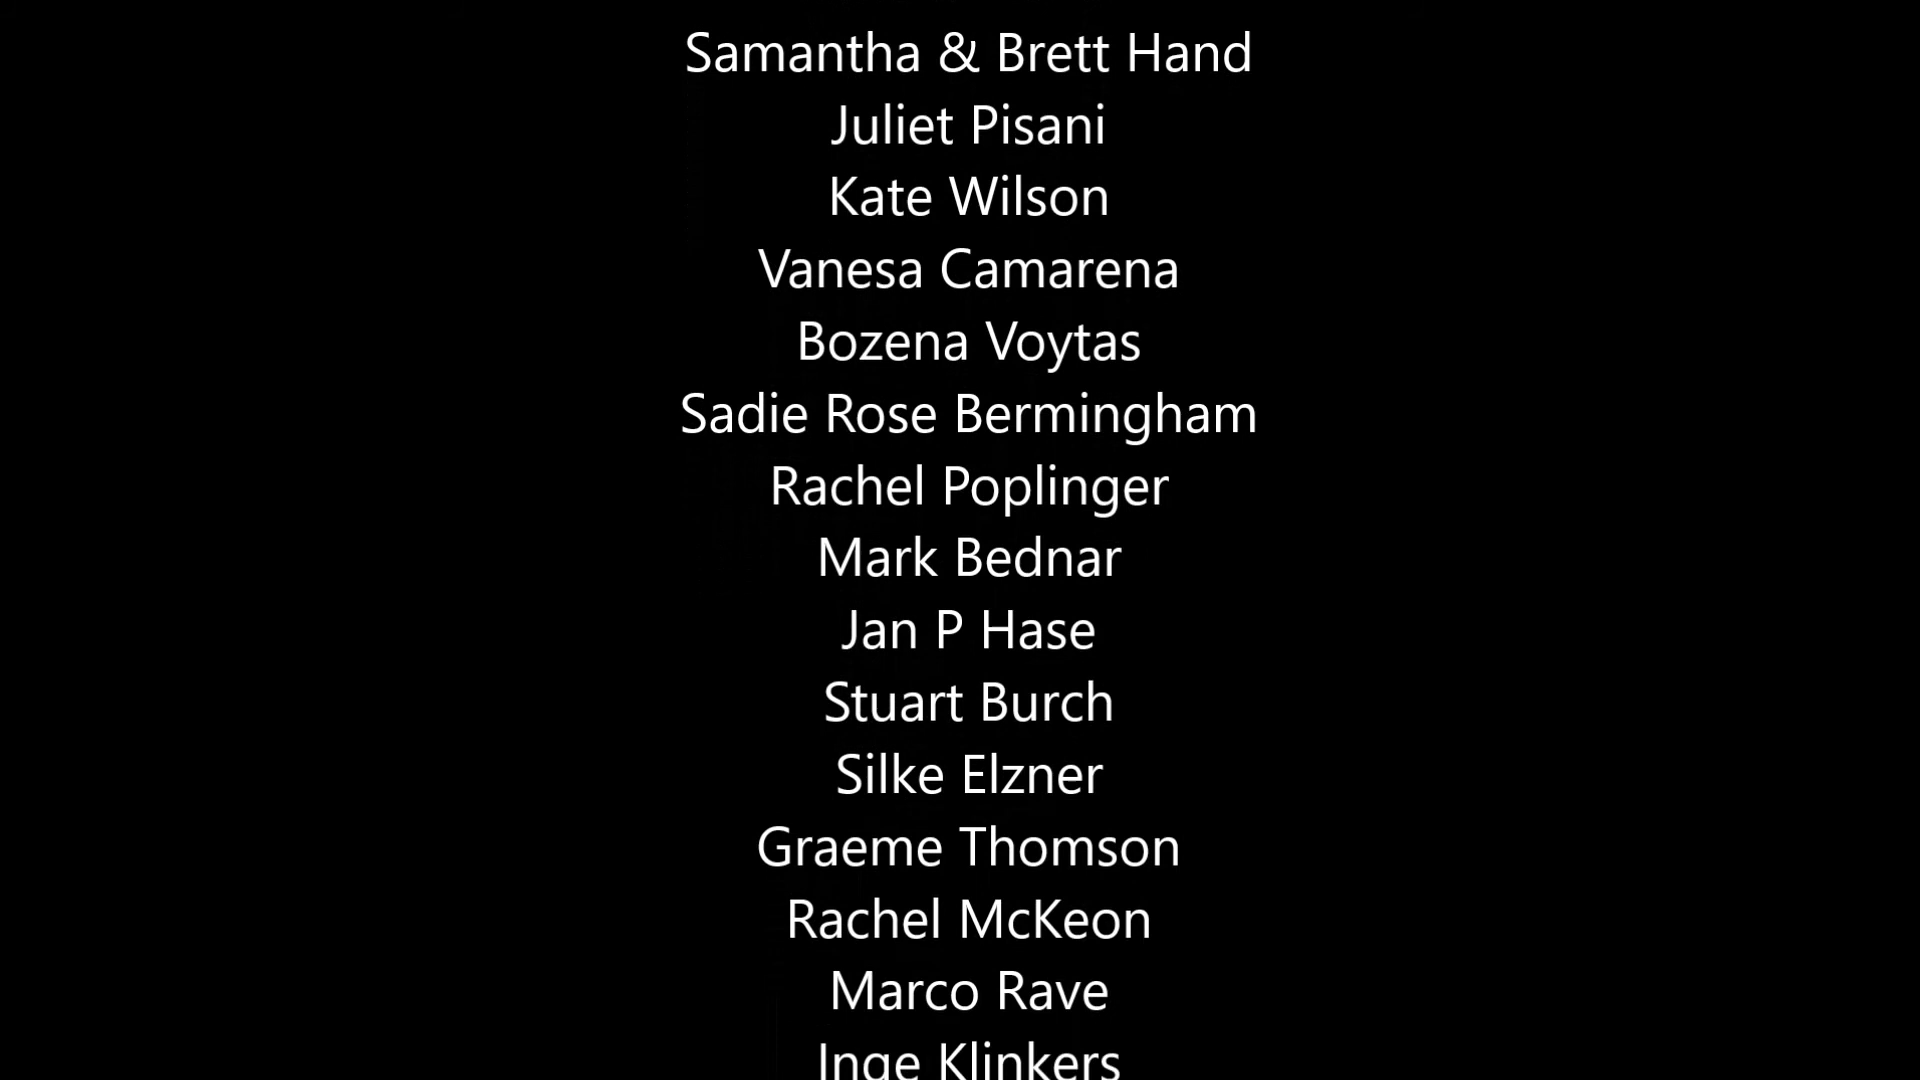 Samantha & Brett Hand
Juliet Pisani
Kate Wilson
Vanesa Camarena
Bozena Voytas
Sadie Rose Bermingham
Rachel Poplinger
Mark Bednar
Jan P Hase
Stuart Burch
Silke Elzner
Graeme Thomson
Rachel McKeon
Marco Rave
Inge Klinkers